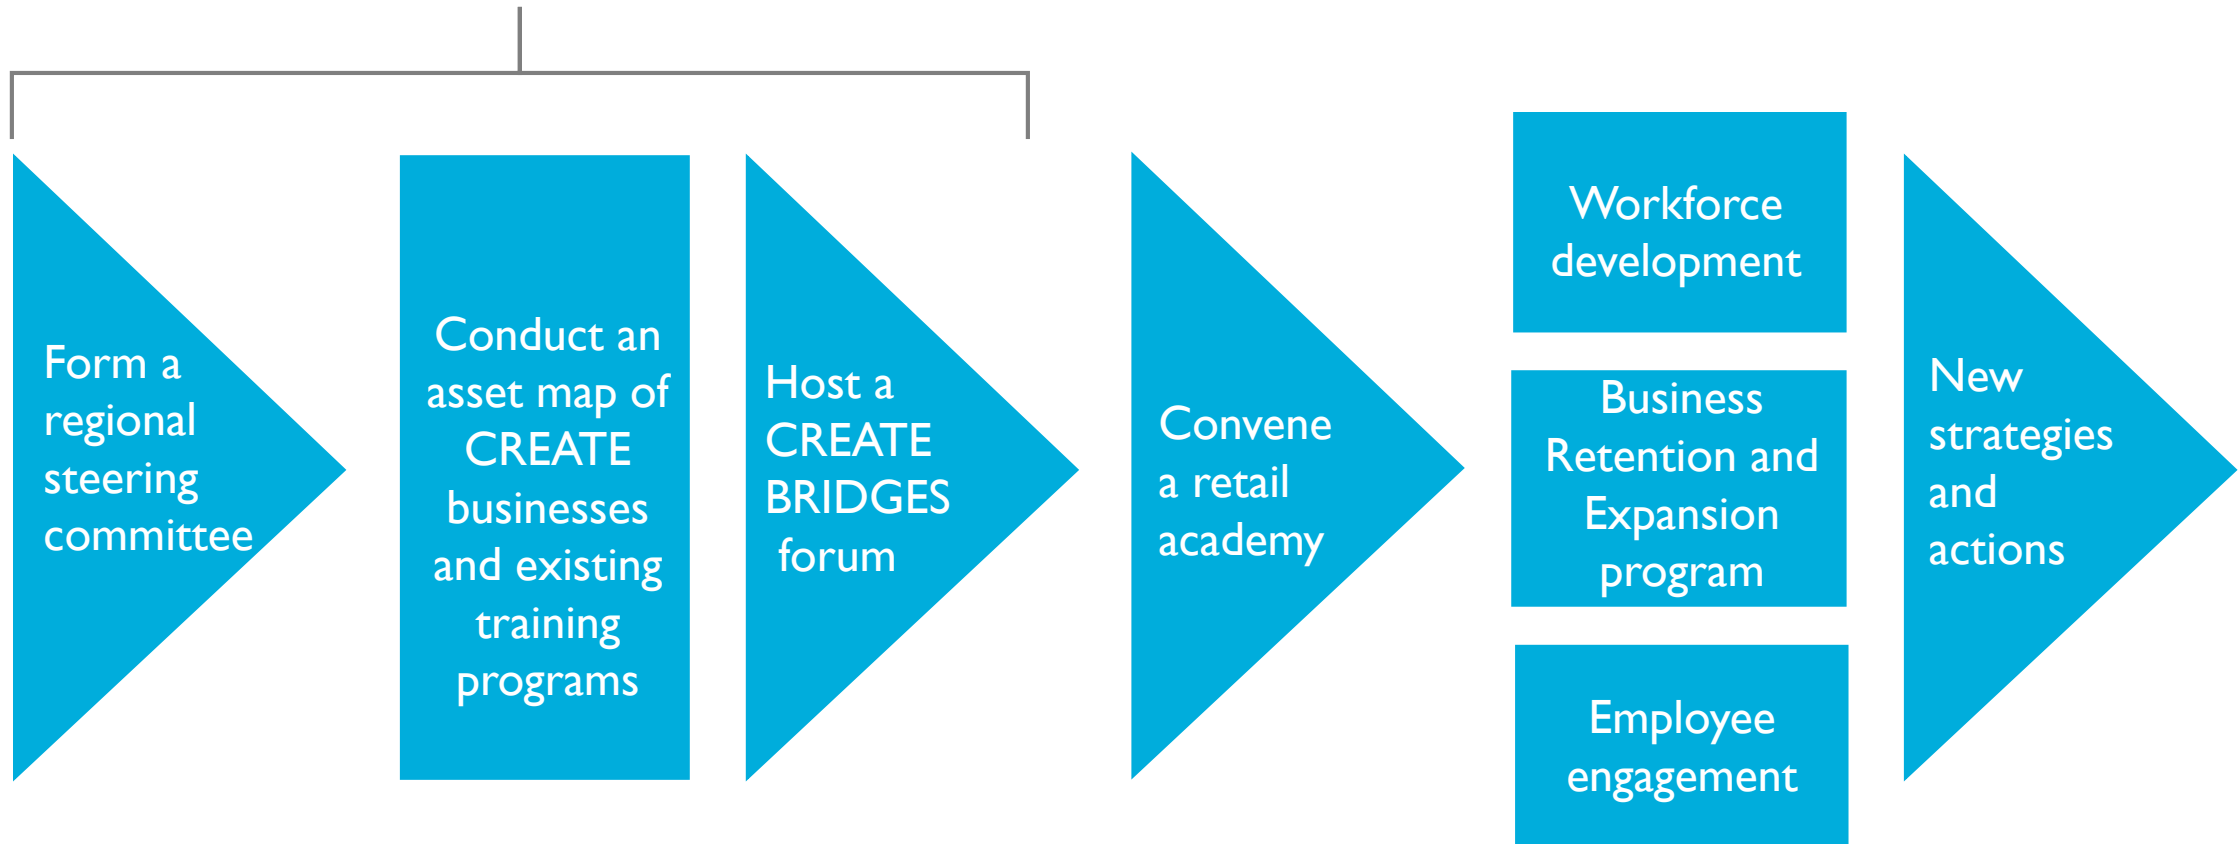 Form a
regional
steering
committee
Conduct an
asset map of
CREATE
businesses
and existing
training
programs
Host a
CREATE
BRIDGES
forum
Convene
a retail
academy
Workforce
development
Business
Retention and
Expansion
program
Employee
engagement
New
strategies
and
actions